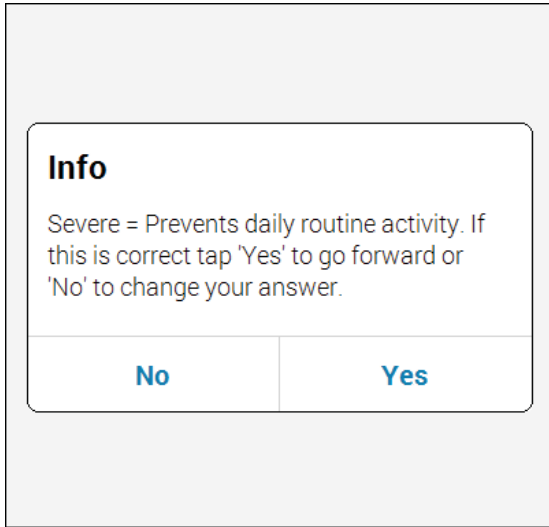 Info
Severe = Prevents daily routine activity. If
this is correct tap 'Yes' to go forward or
'No' to change your answer.
No
Yes